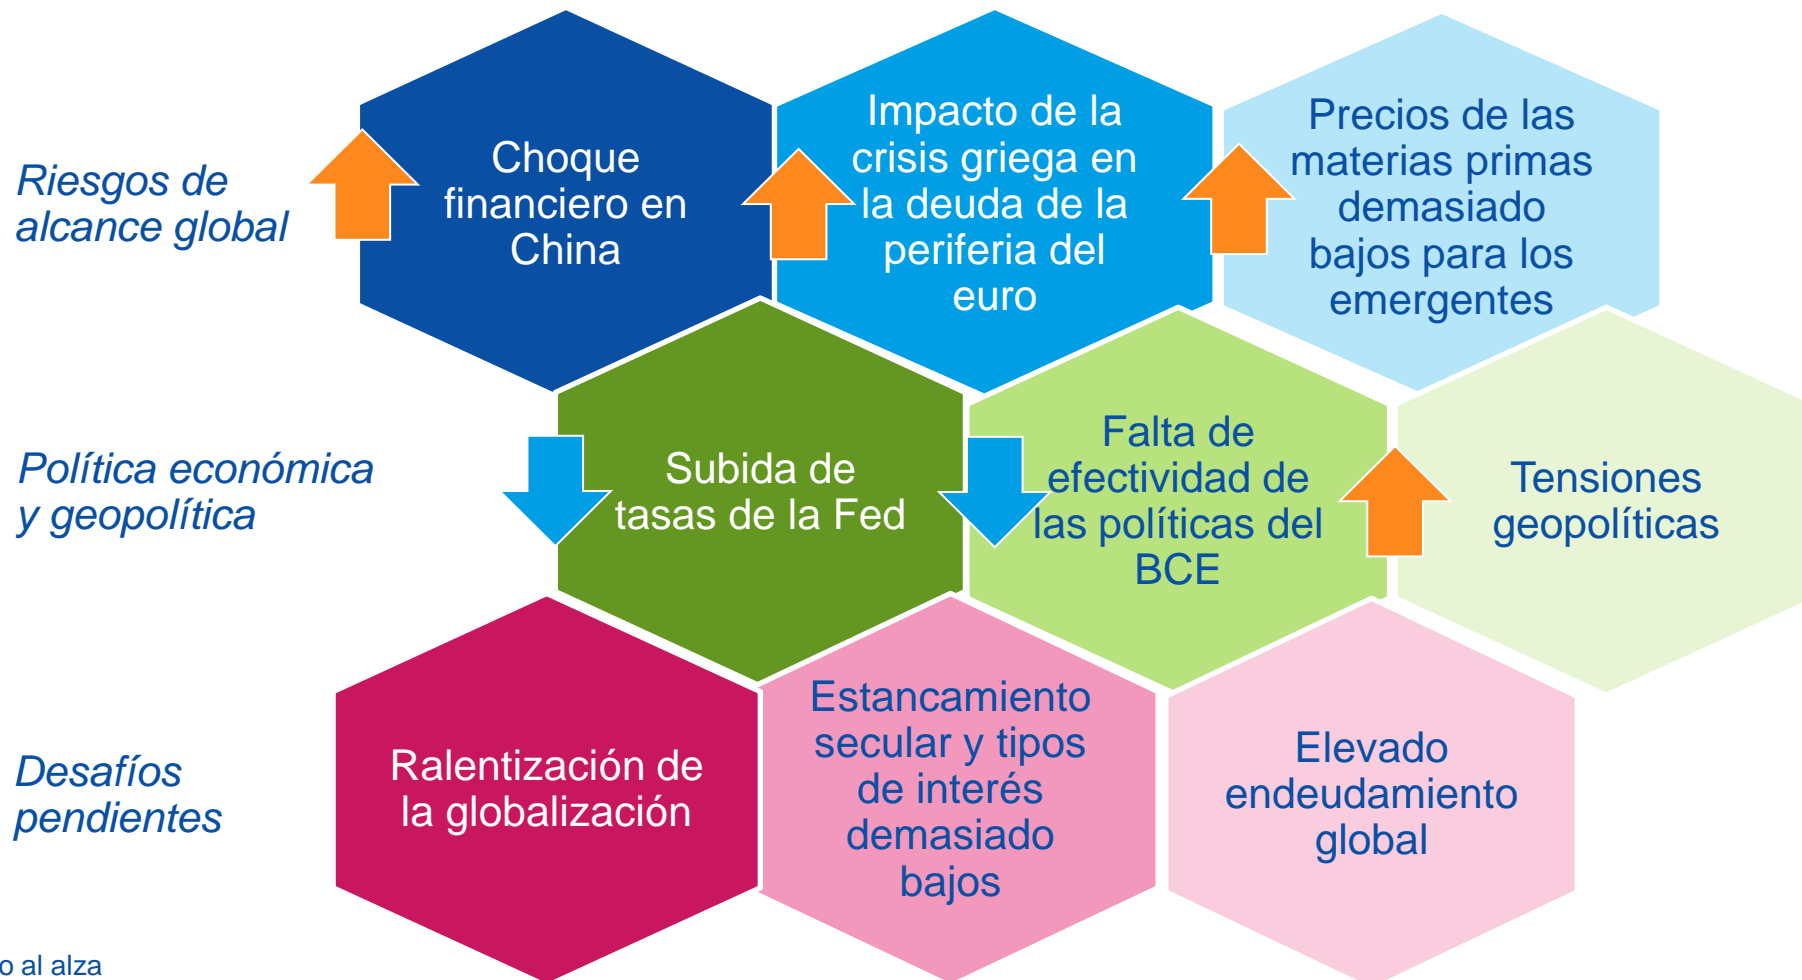 Riesgos de
alcance global
Choque
financiero en
China
Impacto de la
crisis griega en
la deuda de la
periferia del
euro
Precios de las
materias primas
demasiado
bajos para los
emergentes
Política económica
y geopolítica
Subida de
tasas de la Fed
Falta de
efectividad de
las políticas del
BCE
Tensiones
geopolíticas
Desafíos
pendientes
Ralentización de
la globalización
Estancamiento
secular y tipos
de interés
demasiado
bajos
Elevado
endeudamiento
global
o al alza